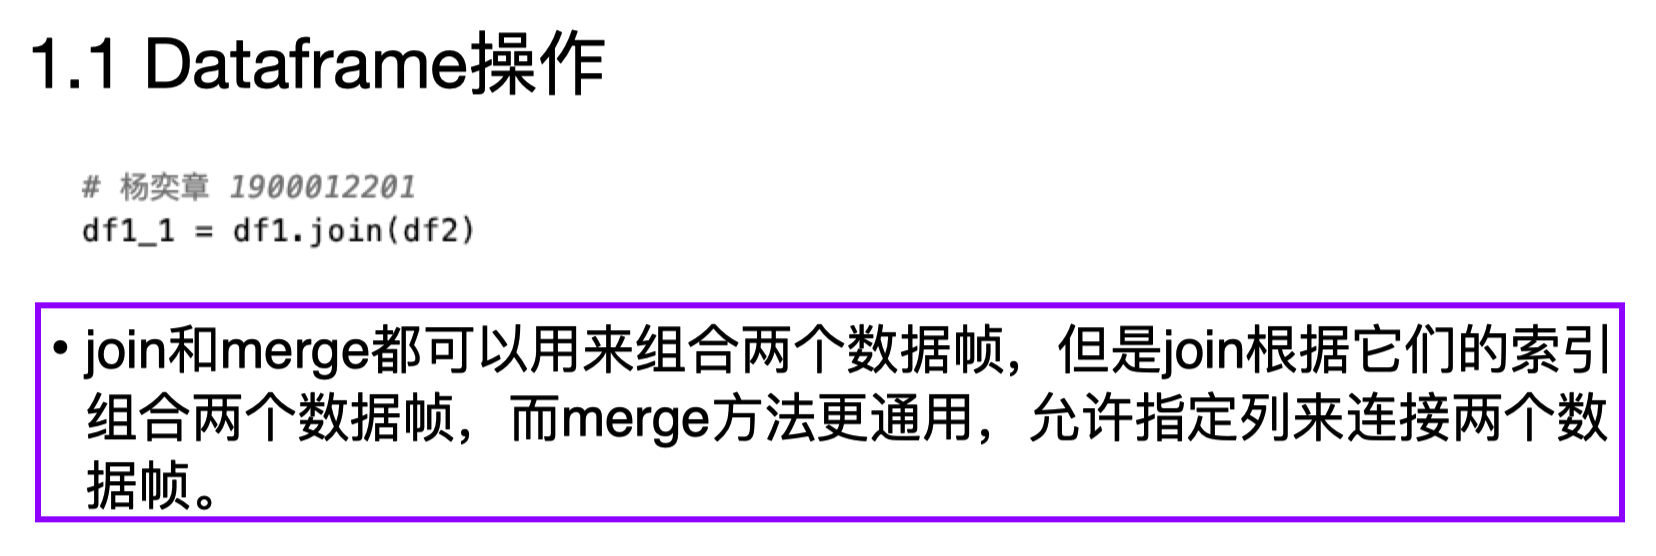 1.1 Dataframe操作
# 杨奕章 1900012201
df1_1 = df1.join(df2)
• join和merge都可以用来组合两个数据帧，但是join根据它们的索引
组合两个数据帧，而merge方法更通用，允许指定列来连接两个数
据帧。